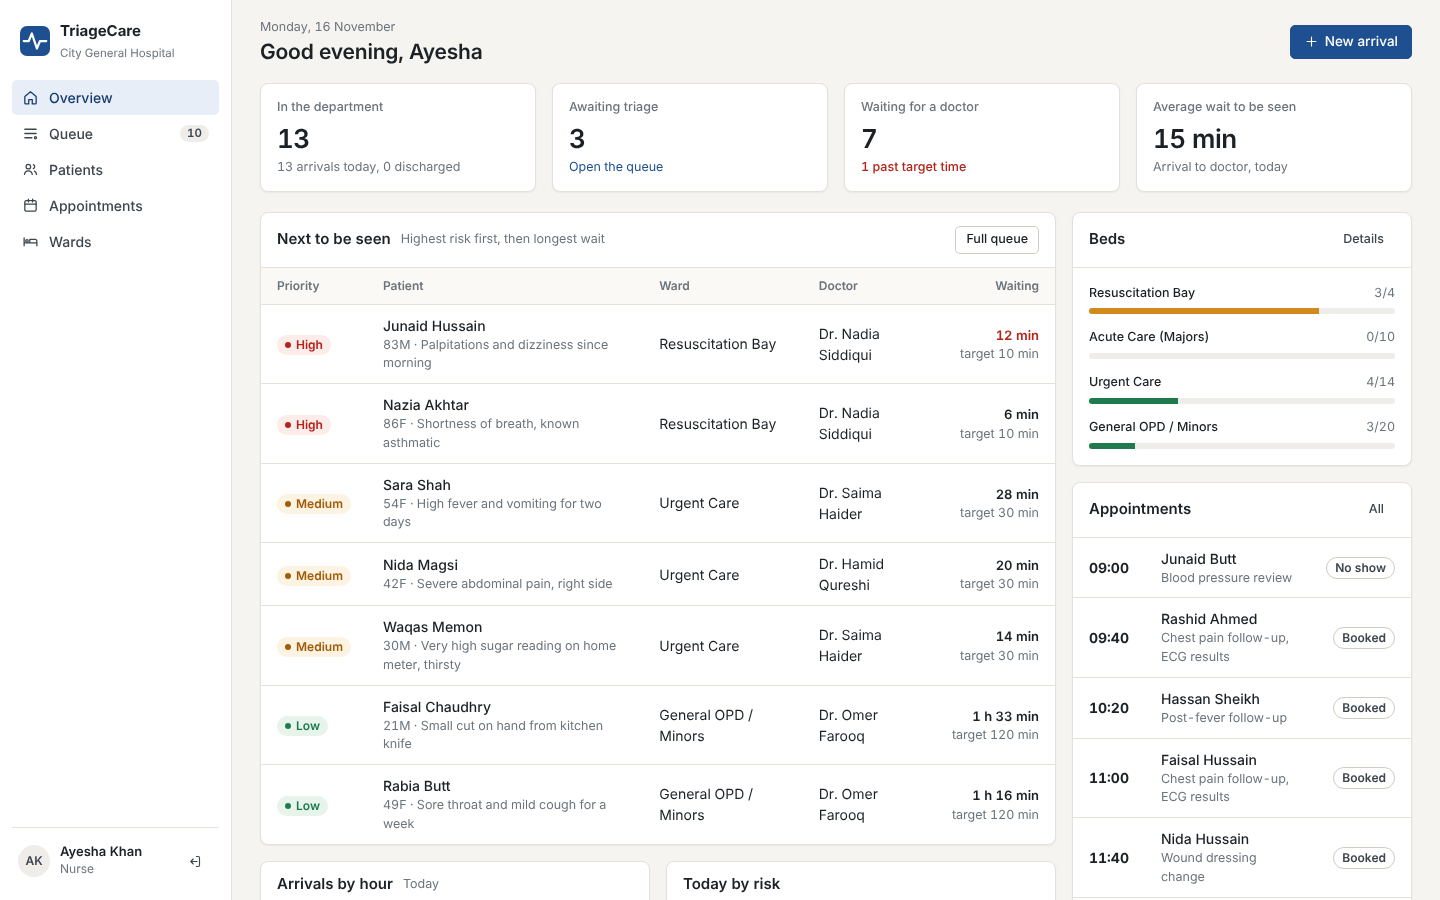 TriageCare
City General Hospital
Overview
Queue 10
Patients
Appointments
Wards
AK
Ayesha Khan
Nurse
Monday, 16 November
Good evening, Ayesha
+ New arrival
In the department
13
13 arrivals today, 0 discharged
Awaiting triage
3
Open the queue
Waiting for a doctor
7
1 past target time
Average wait to be seen
15 min
Arrival to doctor, today
Next to be seen Highest risk first, then longest wait Full queue
Priority Patient Ward Doctor Waiting
High
Junaid Hussain
83M · Palpitations and dizziness since
morning
Resuscitation Bay
Dr. Nadia
Siddiqui
12 min
target 10 min
High
Nazia Akhtar
86F · Shortness of breath, known
asthmatic
Resuscitation Bay
Dr. Nadia
Siddiqui
6 min
target 10 min
Medium
Sara Shah
54F · High fever and vomiting for two
days
Urgent Care
Dr. Saima
Haider
28 min
target 30 min
Medium
Nida Magsi
42F · Severe abdominal pain, right side
Urgent Care
Dr. Hamid
Qureshi
20 min
target 30 min
Medium
Waqas Memon
30M · Very high sugar reading on home
meter, thirsty
Urgent Care
Dr. Saima
Haider
14 min
target 30 min
Low
Faisal Chaudhry
21M · Small cut on hand from kitchen
knife
General OPD /
Minors
Dr. Omer
Farooq
1 h 33 min
target 120 min
Low
Rabia Butt
49F · Sore throat and mild cough for a
week
General OPD /
Minors
Dr. Omer
Farooq
1 h 16 min
target 120 min
Arrivals by hour Today
Today by risk
Beds Details
Resuscitation Bay 3/4
Acute Care (Majors) 0/10
Urgent Care 4/14
General OPD / Minors 3/20
Appointments All
09:00
Junaid Butt
Blood pressure review
No show
09:40
Rashid Ahmed
Chest pain follow-up,
ECG results
Booked
10:20
Hassan Sheikh
Post-fever follow-up
Booked
11:00
Faisal Hussain
Chest pain follow-up,
ECG results
Booked
11:40
Nida Hussain
Wound dressing
change
Booked